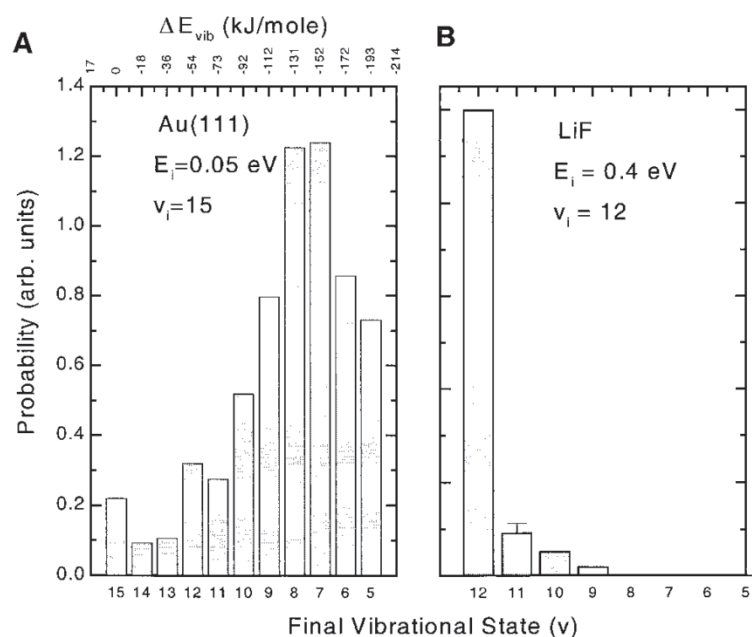 ΔE_vib (kJ/mole)
A
B
17 0 -18 -36 -54 -73 -92 -112 -131 -152 -172 -193 -214
1.4
1.2
1.0
0.8
0.6
0.4
0.2
0.0
Probability (arb. units)
Au(111)
E_i=0.05 eV
v_i=15
LiF
E_i = 0.4 eV
v_i = 12
15 14 13 12 11 10 9 8 7 6 5
12 11 10 9 8 7 6 5
Final Vibrational State (v)